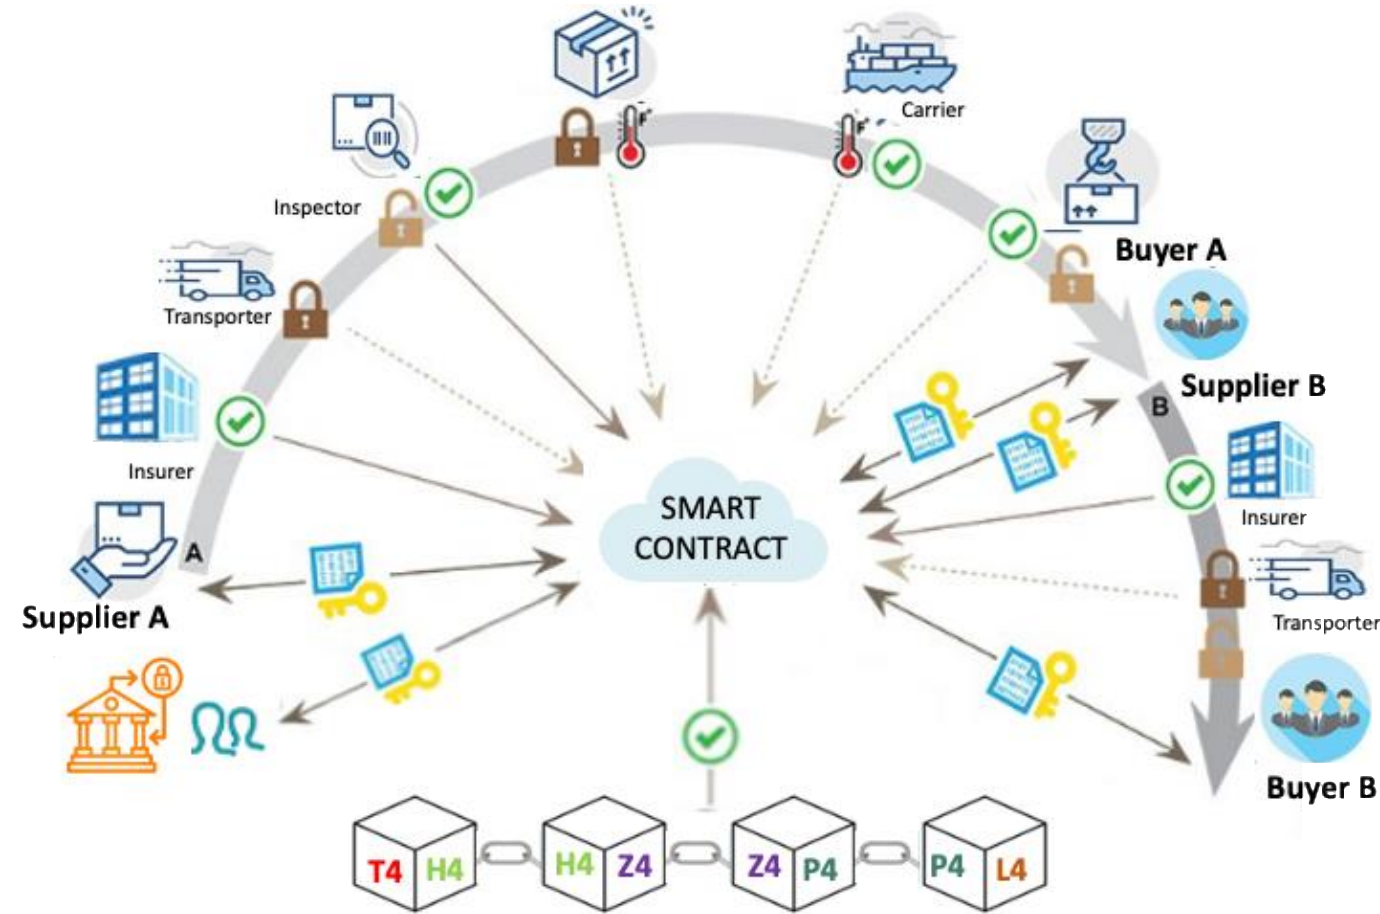 Carrier
Inspector
Buyer A
Transporter
F°
F°
Supplier B
B
Insurer
Insurer
SMART
CONTRACT
A
Supplier A
Transporter
Buyer B
T4 H4 H4 Z4 Z4 P4 P4 L4